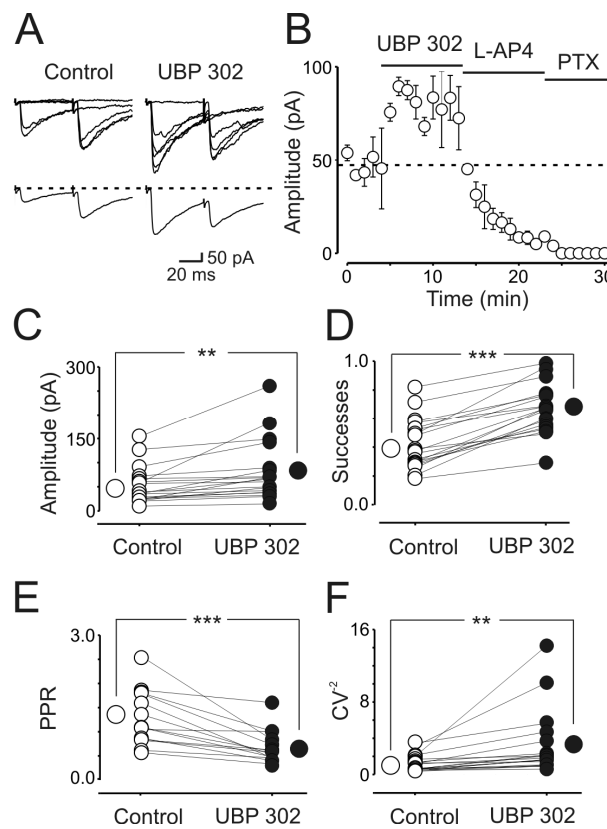 A
Control
UBP 302
50 pA
20 ms
B
UBP 302
L-AP4
PTX
Amplitude (pA)
100
50
0
0
10
20
30
Time (min)
C
**
Amplitude (pA)
300
150
0
Control
UBP 302
D
***
Successes
1.0
0.0
Control
UBP 302
E
***
PPR
3.0
0.0
Control
UBP 302
F
**
CV⁻²
16
8
4
0
Control
UBP 302